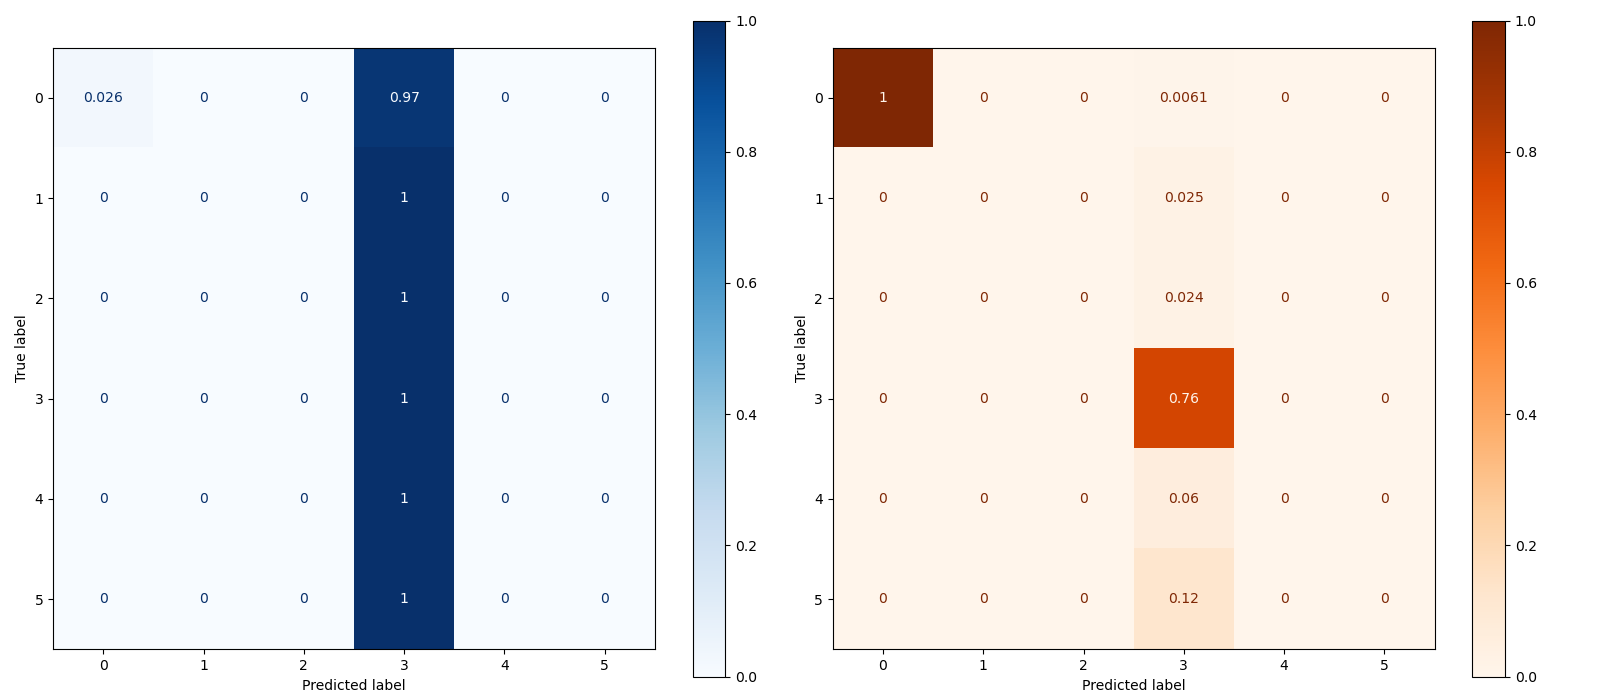 0 0.026 0 0 0.97 0 0
1 0 0 0 1 0 0
2 0 0 0 1 0 0
3 0 0 0 1 0 0
4 0 0 0 1 0 0
5 0 0 0 1 0 0
0 1 2 3 4 5
True label
Predicted label
1.0
0.8
0.6
0.4
0.2
0.0
0 1 0 0 0.0061 0 0
1 0 0 0 0.025 0 0
2 0 0 0 0.024 0 0
3 0 0 0 0.76 0 0
4 0 0 0 0.06 0 0
5 0 0 0 0.12 0 0
0 1 2 3 4 5
True label
Predicted label
1.0
0.8
0.6
0.4
0.2
0.0